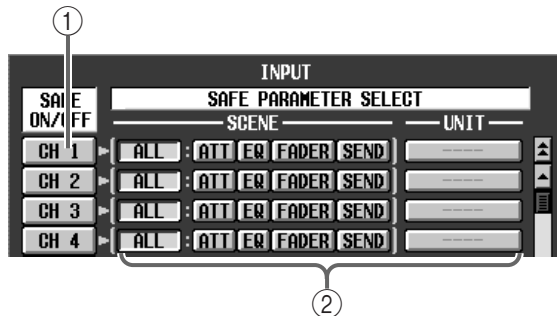 ①
INPUT
SAFE ON/OFF
SAFE PARAMETER SELECT
SCENE UNIT
CH 1 ALL : ATT EQ FADER SEND ----
CH 2 ALL : ATT EQ FADER SEND ----
CH 3 ALL : ATT EQ FADER SEND ----
CH 4 ALL : ATT EQ FADER SEND ----
②